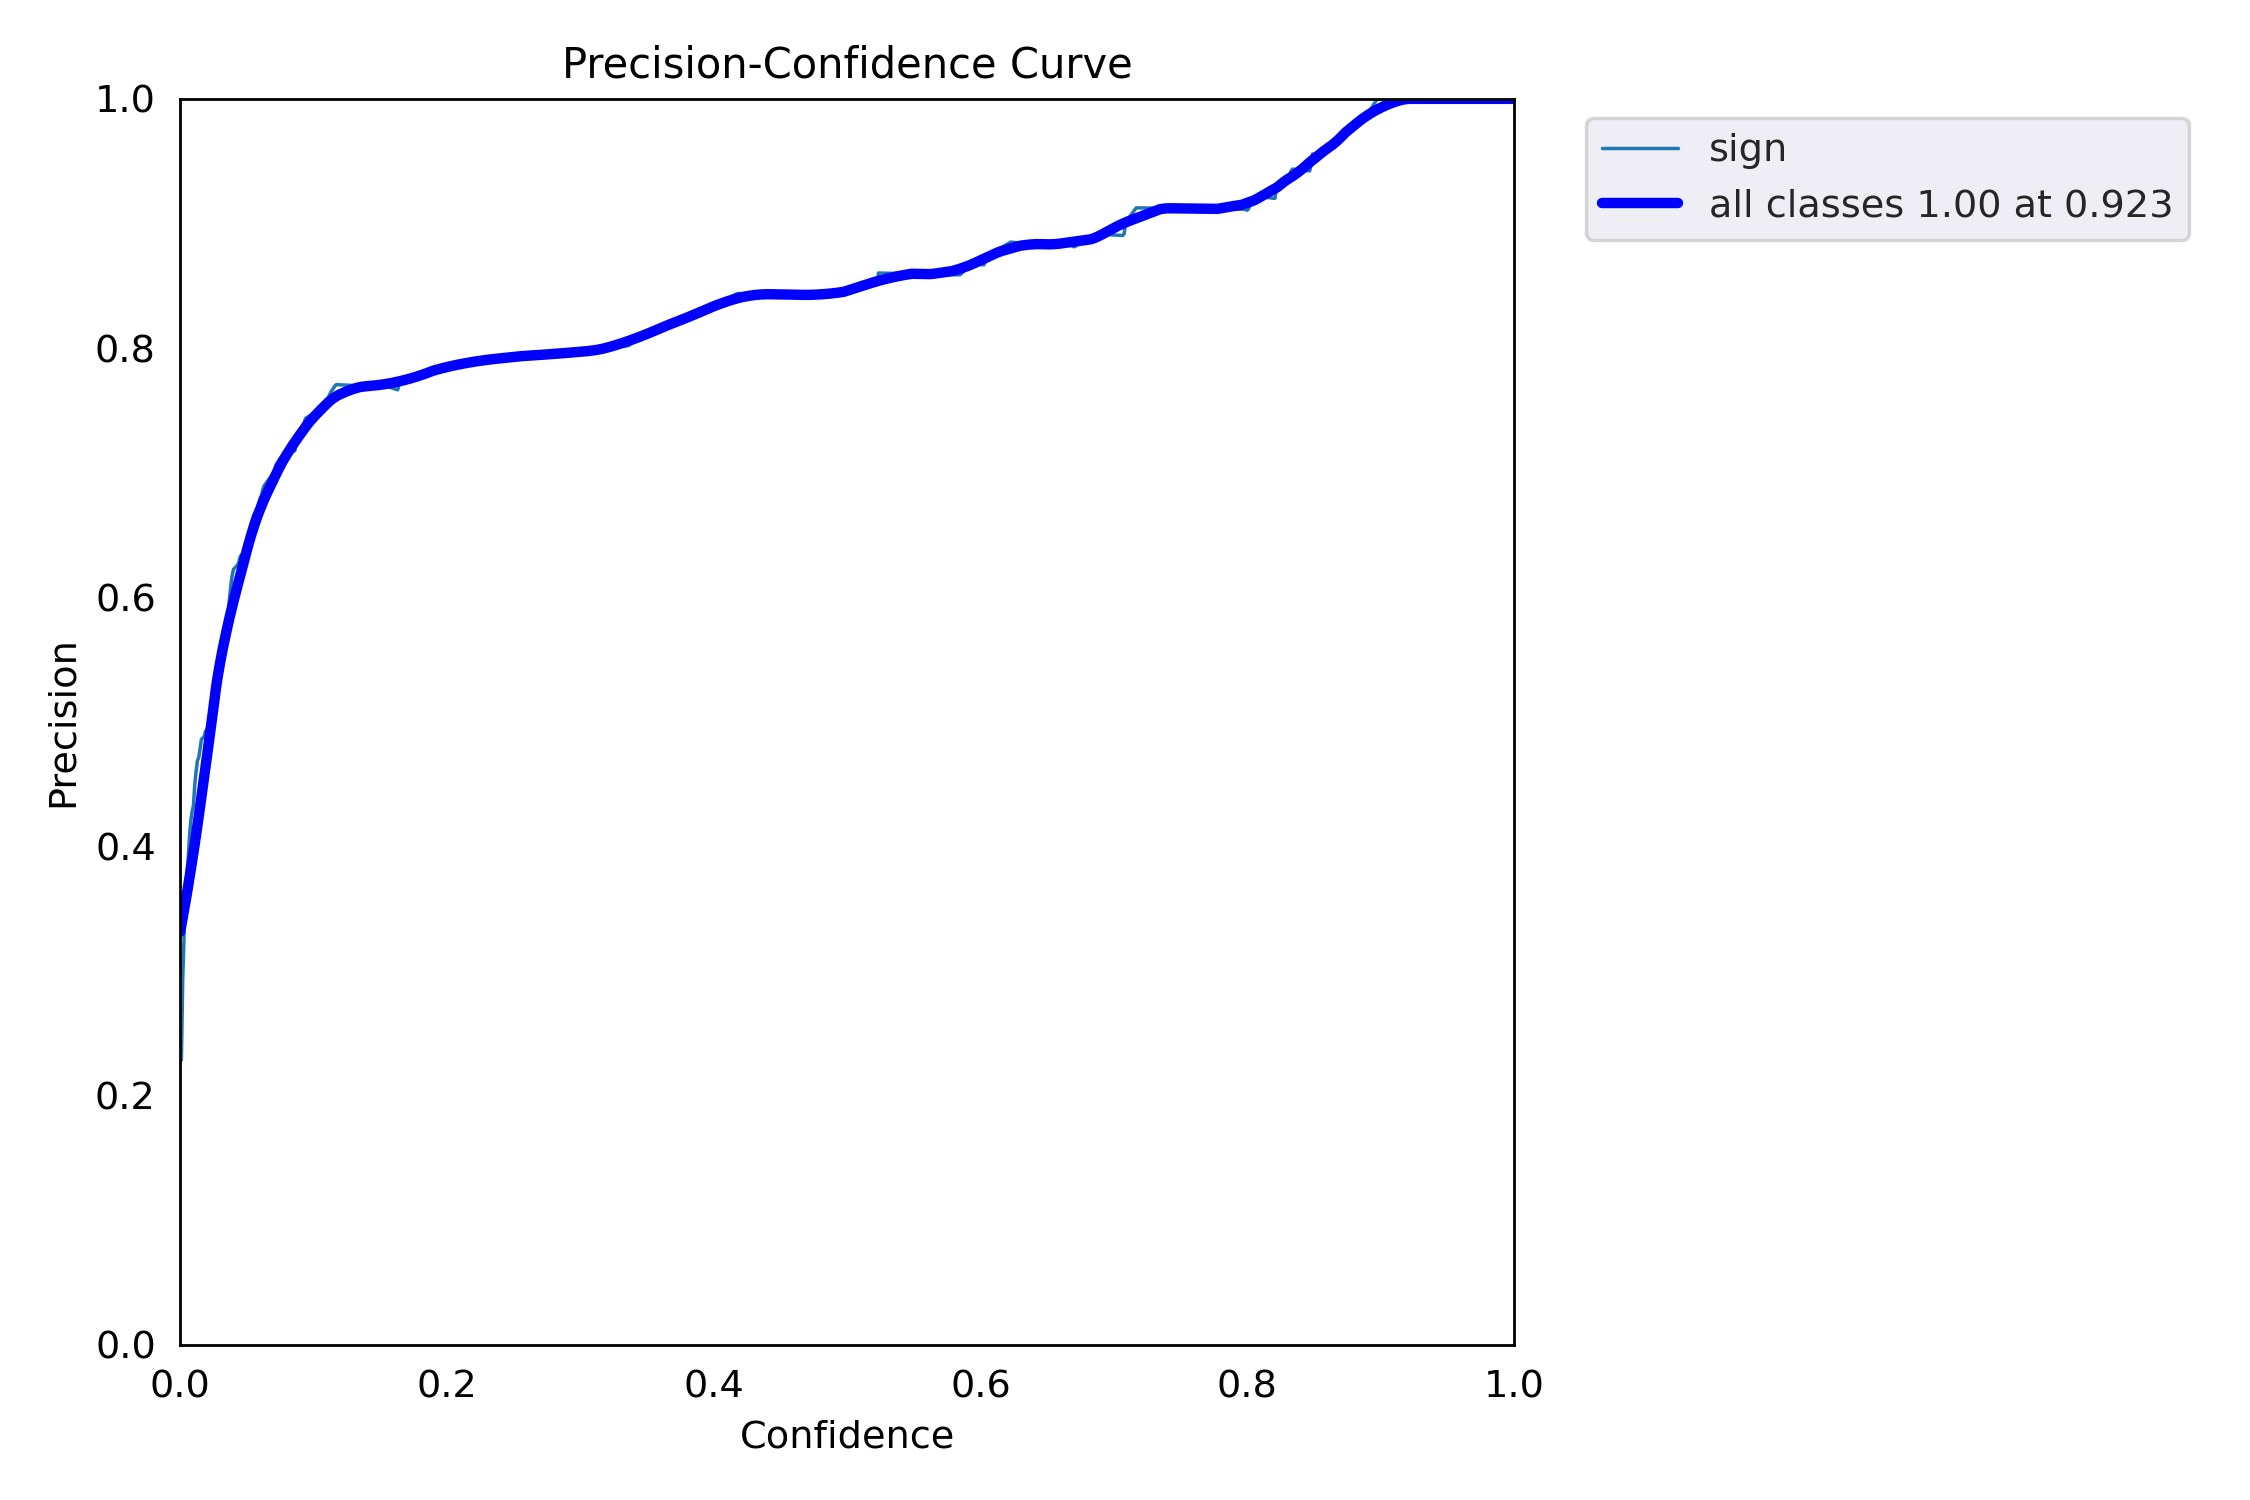 Precision-Confidence Curve
1.0
0.8
0.6
0.4
0.2
0.0
Precision
0.0 0.2 0.4 0.6 0.8 1.0
Confidence
sign
all classes 1.00 at 0.923